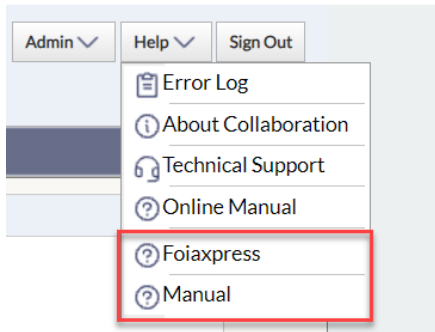 Admin Help Sign Out
Error Log
About Collaboration
Technical Support
Online Manual
Foiaxpress
Manual